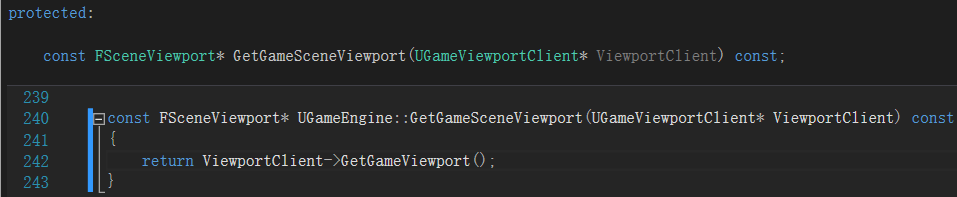 protected:
const FSceneViewport* GetGameSceneViewport(UGameViewportClient* ViewportClient) const;
239
240 const FSceneViewport* UGameEngine::GetGameSceneViewport(UGameViewportClient* ViewportClient) const
241 {
242 return ViewportClient->GetGameViewport();
243 }